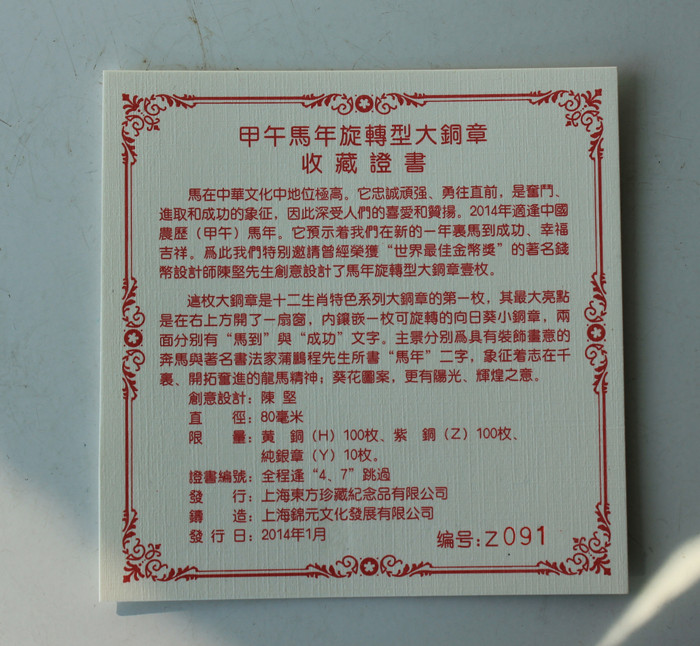 甲午馬年旋轉型大銅章
收藏證書
馬在中華文化中地位極高。它忠誠頑强、勇往直前，是奮鬥、
進取和成功的象征，因此深受人們的喜愛和贊揚。2014年適逢中國
農歷（甲午）馬年。它預示着我們在新的一年裏馬到成功、幸福
吉祥。爲此我們特别邀請曾經榮獲“世界最佳金幣獎”的著名錢
幣設計師陳堅先生創意設計了馬年旋轉型大銅章壹枚。
這枚大銅章是十二生肖特色系列大銅章的第一枚，其最大亮點
是在右上方開了一扇窗，内鑲嵌一枚可旋轉的向日葵小銅章，兩
面分别有“馬到”與“成功”文字。主景分别爲具有裝飾畫意的
奔馬與著名書法家蒲鵬程先生所書“馬年”二字，象征着志在千
裏、開拓奮進的龍馬精神；葵花圖案，更有陽光、輝煌之意。
創意設計：陳 堅
直 徑：80毫米
限 量：黄 銅（H）100枚、紫 銅（Z）100枚、
純銀章（Y）10枚。
證書編號：全程逢“4、7”跳過
發 行：上海東方珍藏紀念品有限公司
鑄 造：上海錦元文化發展有限公司
發 行 日：2014年1月
编号：Z091